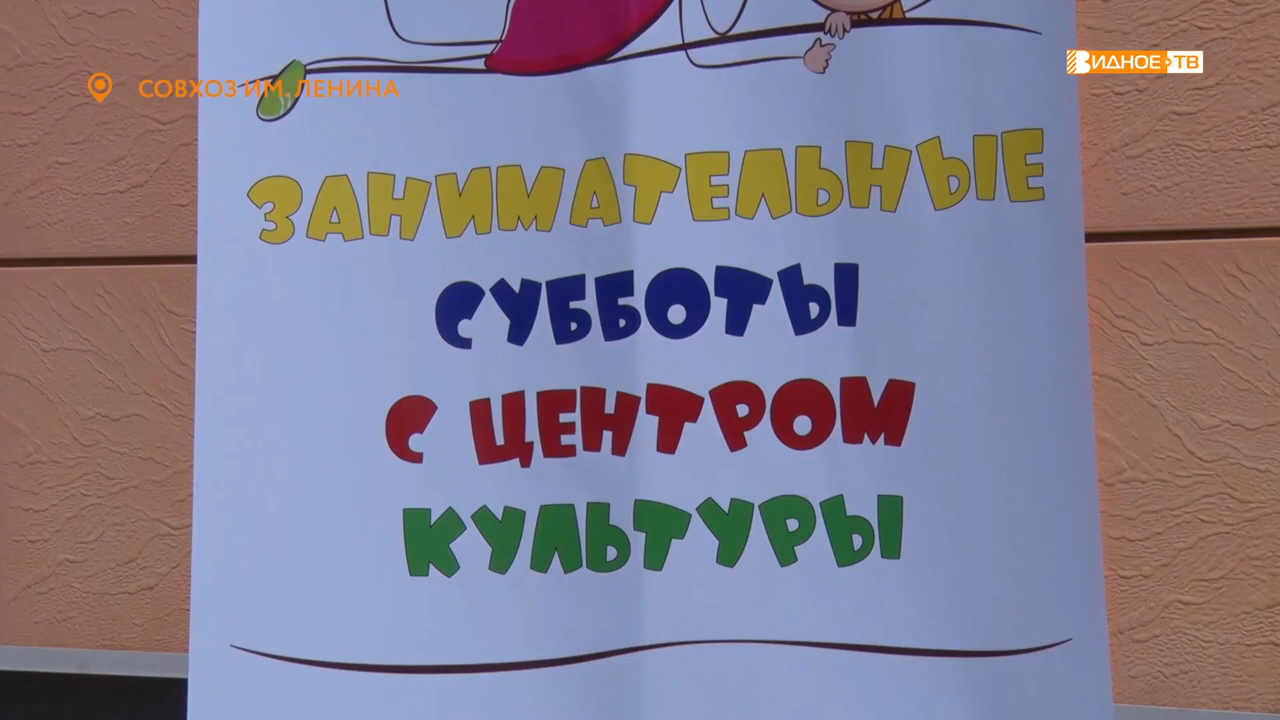 ВИДНОЕ ТВ
СОВХОЗ ИМ. ЛЕНИНА
ЗАНИМАТЕЛЬНЫЕ
СУББОТЫ
С ЦЕНТРОМ
КУЛЬТУРЫ